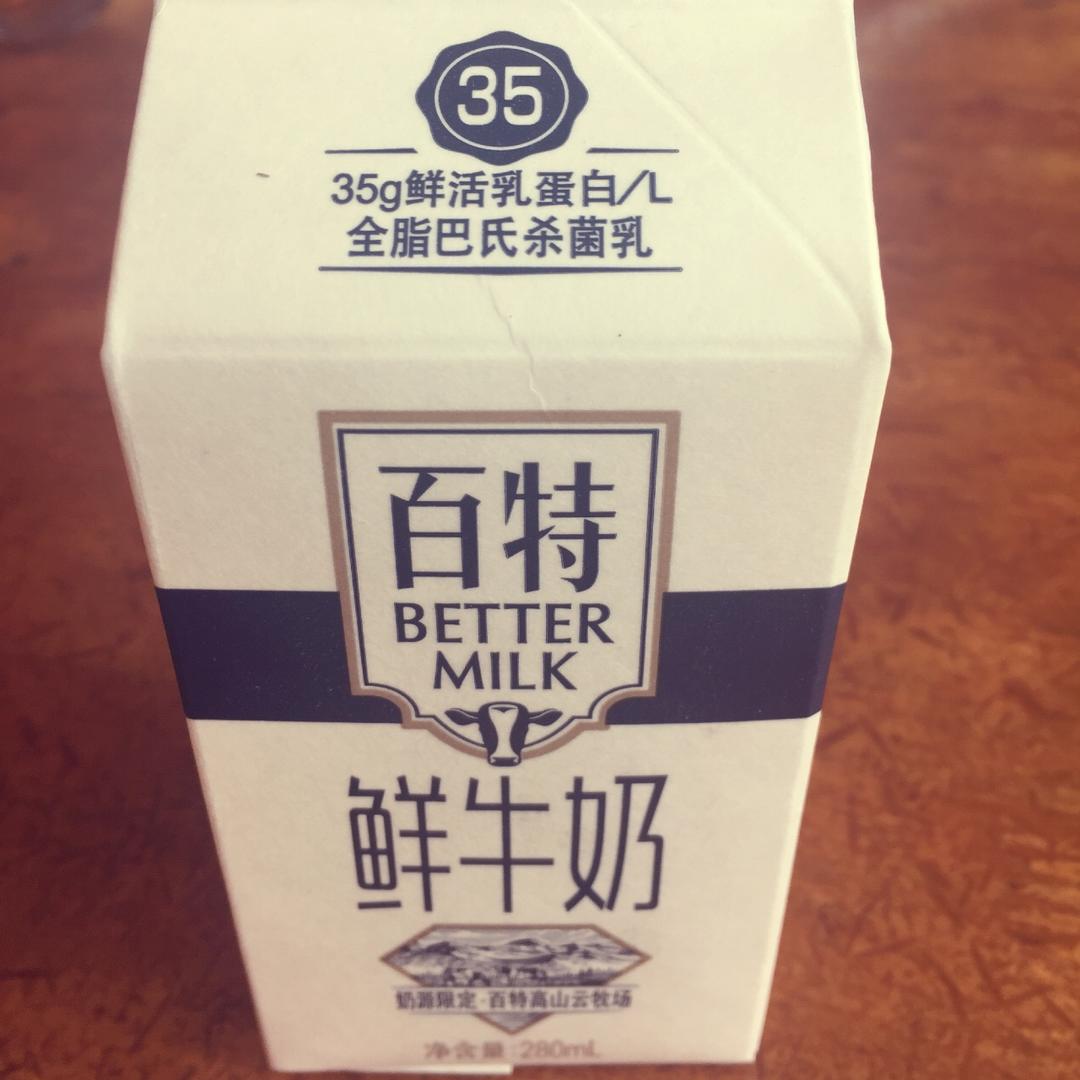 35
35g鲜活乳蛋白/L
全脂巴氏杀菌乳
百特
BETTER
MILK
鲜牛奶
奶源限定·百特高山云牧场
净含量:280mL